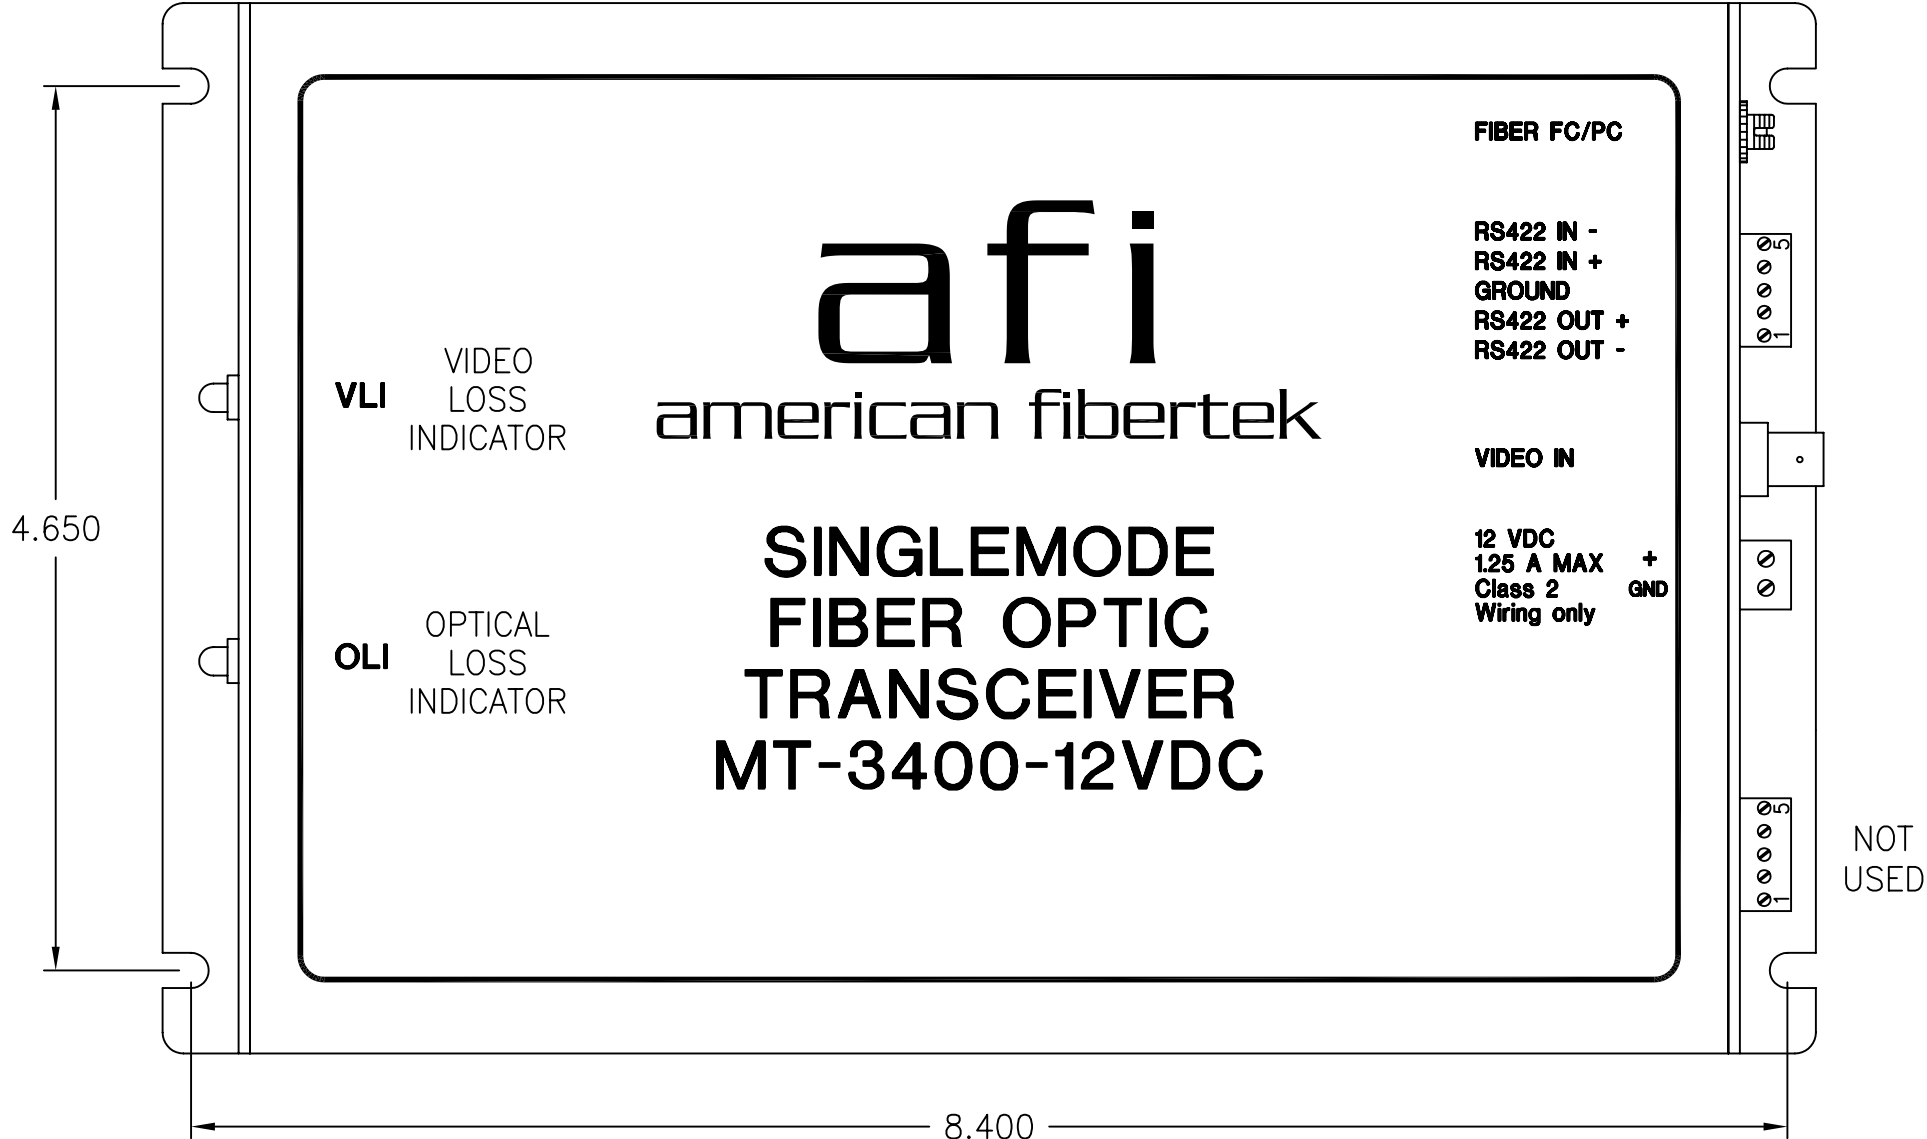 FIBER FC/PC
afi
american fibertek
RS422 IN -
RS422 IN +
GROUND
RS422 OUT +
RS422 OUT -
5
1
VLI
VIDEO
LOSS
INDICATOR
VIDEO IN
4.650
SINGLEMODE
FIBER OPTIC
TRANSCEIVER
MT-3400-12VDC
12 VDC
1.25 A MAX +
Class 2 GND
Wiring only
OLI
OPTICAL
LOSS
INDICATOR
5
1
NOT
USED
8.400